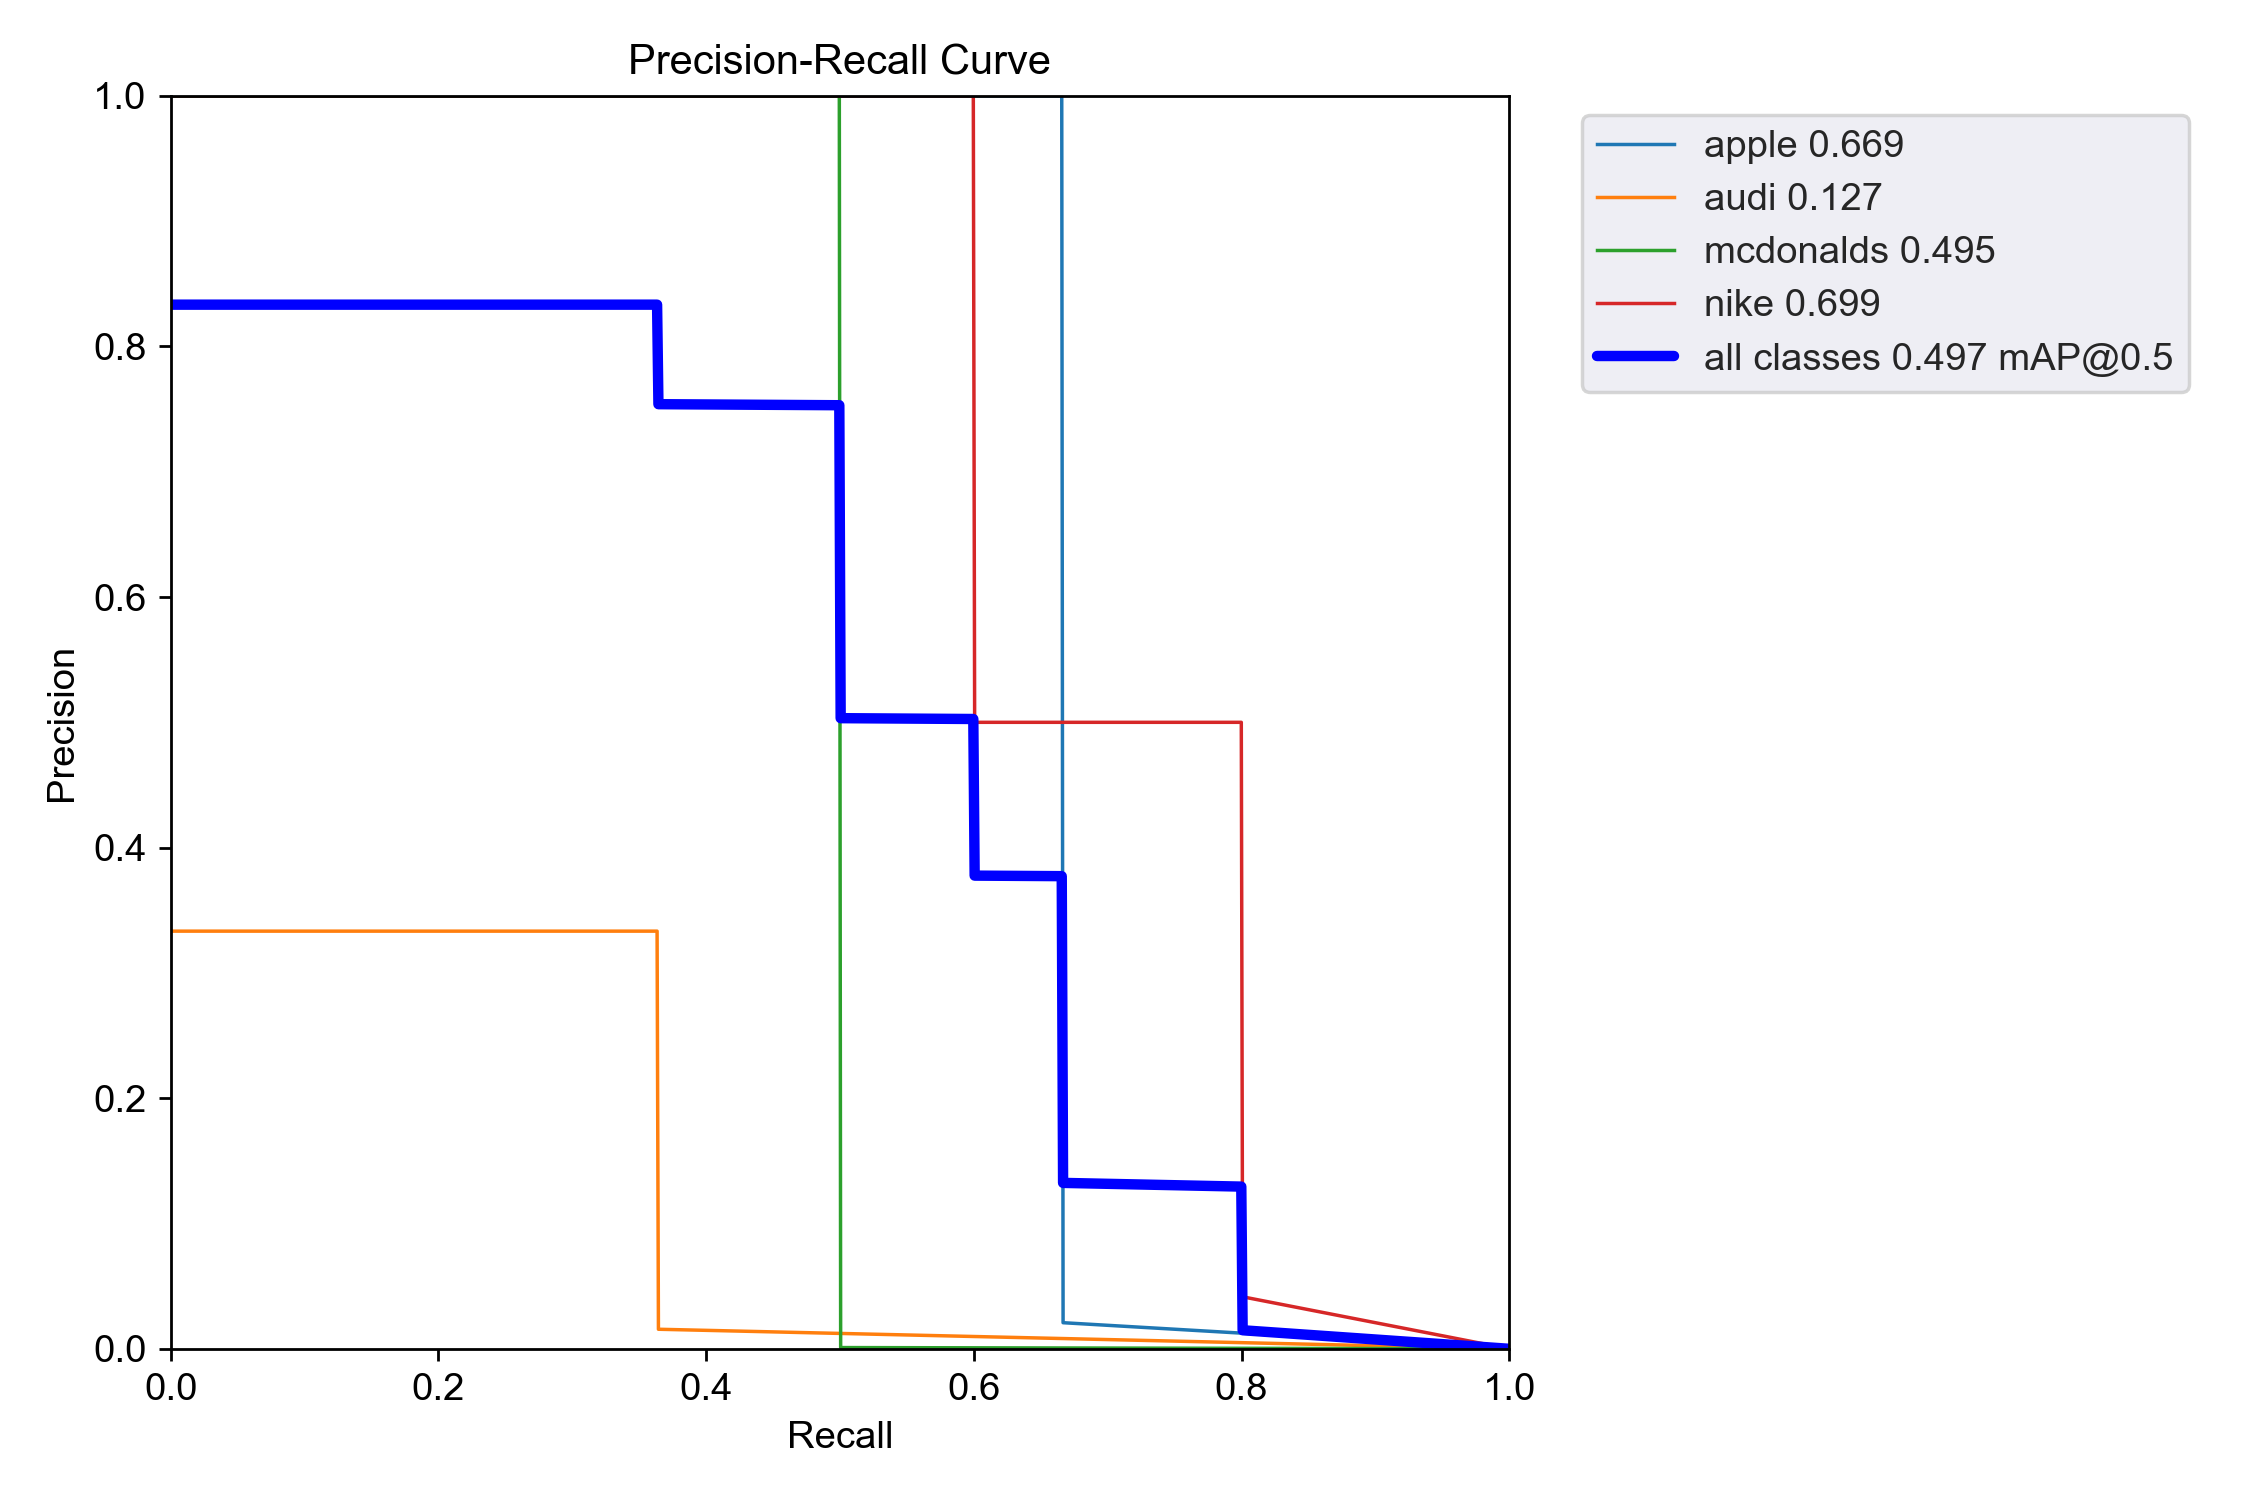 Precision-Recall Curve
1.0
0.8
0.6
0.4
0.2
0.0
Precision
0.0 0.2 0.4 0.6 0.8 1.0
Recall
apple 0.669
audi 0.127
mcdonalds 0.495
nike 0.699
all classes 0.497 mAP@0.5